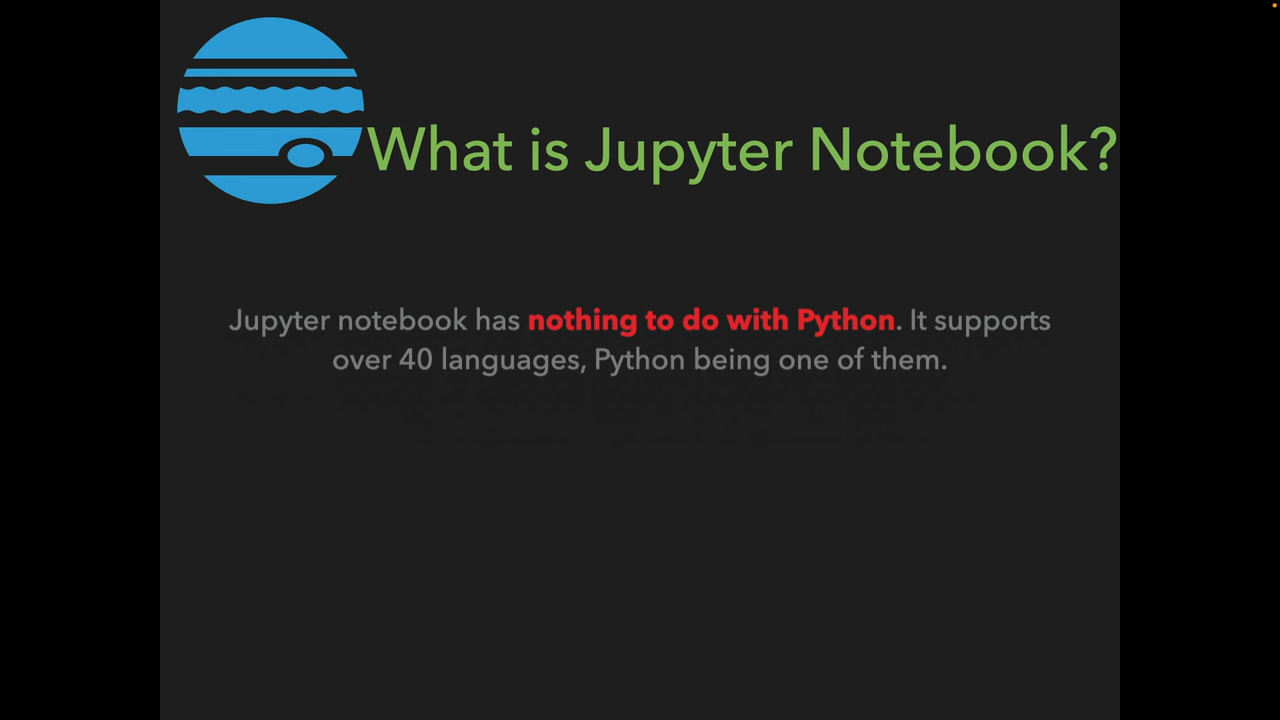 What is Jupyter Notebook?
Jupyter notebook has nothing to do with Python. It supports
over 40 languages, Python being one of them.